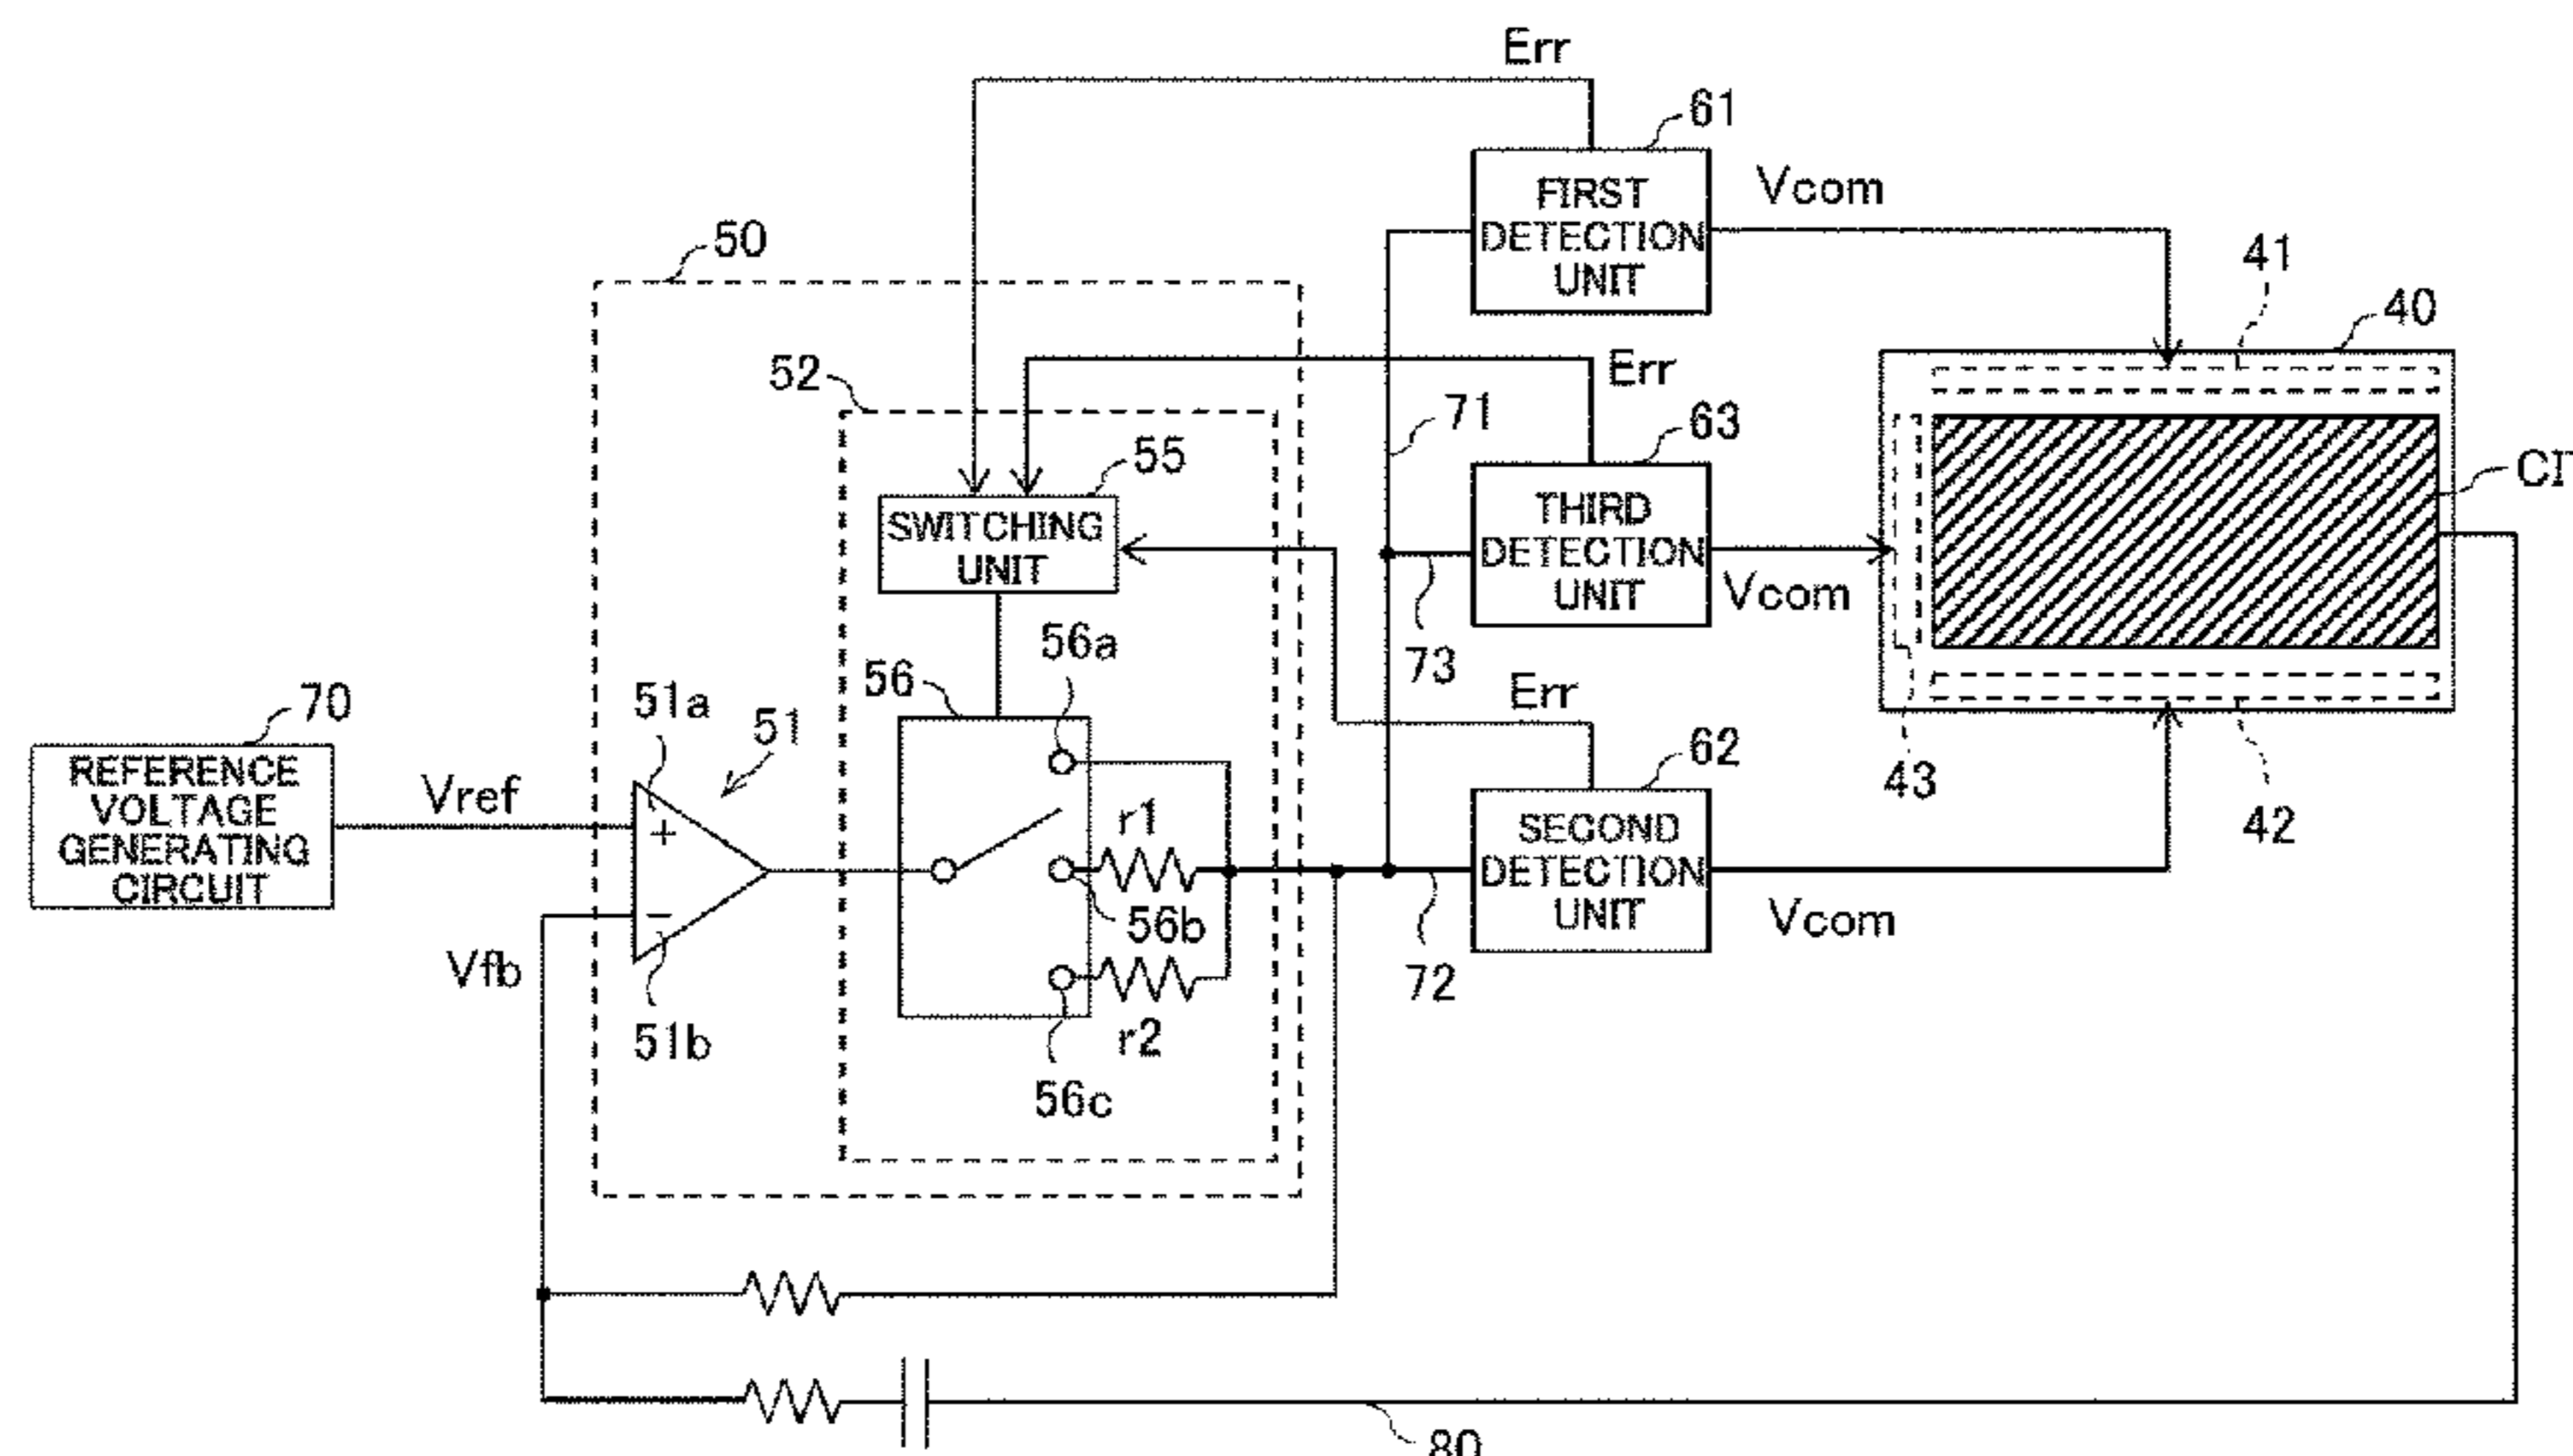 Err
61
FIRST
DETECTION
UNIT
Vcom
50
41
40
52
Err
71
63
55
CI
SWITCHING
UNIT
THIRD
DETECTION
UNIT
56a
73
Vcom
56
Err
70
51a
51
62
43
42
REFERENCE
VOLTAGE
GENERATING
CIRCUIT
Vref
+
r1
SECOND
DETECTION
UNIT
−
56b
Vcom
Vfb
72
51b
r2
56c
80